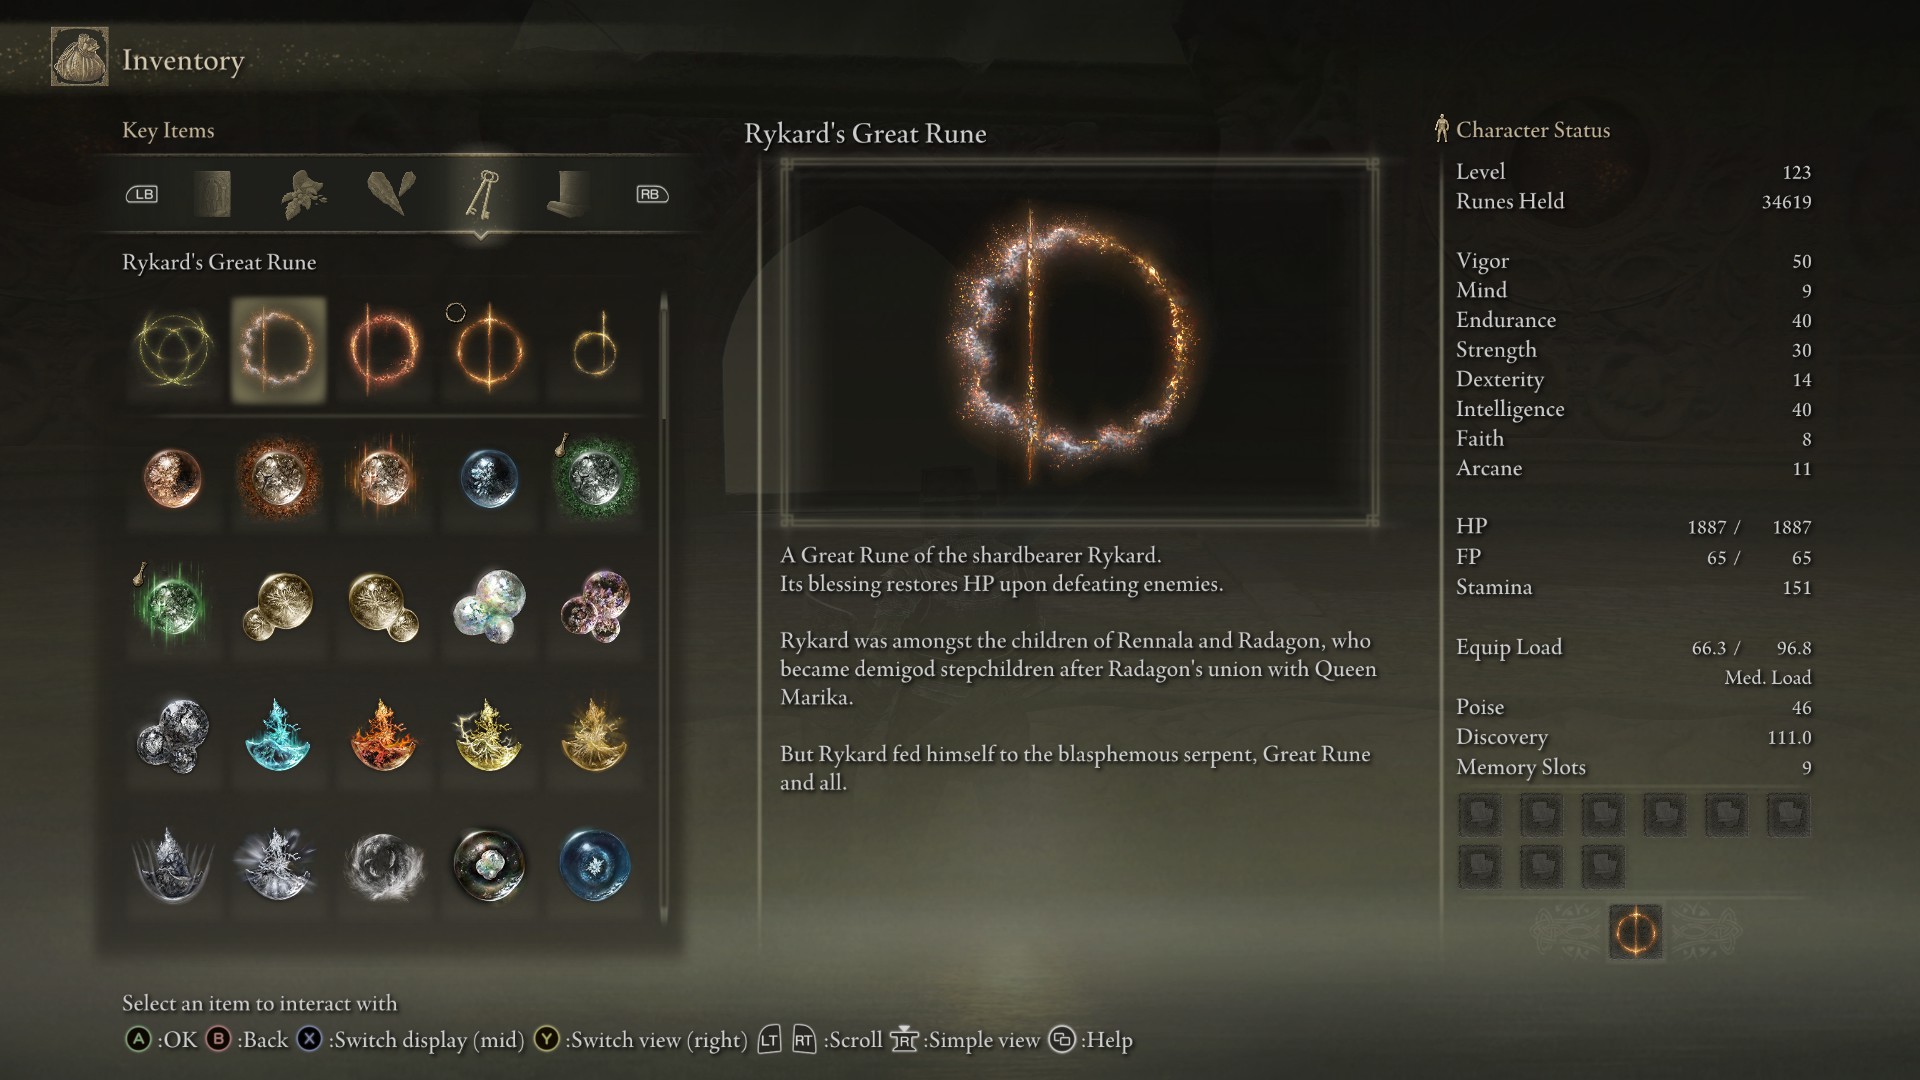 Inventory
Key Items
LB
RB
Rykard's Great Rune
Rykard's Great Rune
A Great Rune of the shardbearer Rykard.
Its blessing restores HP upon defeating enemies.
Rykard was amongst the children of Rennala and Radagon, who
became demigod stepchildren after Radagon's union with Queen
Marika.
But Rykard fed himself to the blasphemous serpent, Great Rune
and all.
Character Status
Level 123
Runes Held 34619
Vigor 50
Mind 9
Endurance 40
Strength 30
Dexterity 14
Intelligence 40
Faith 8
Arcane 11
HP 1887 / 1887
FP 65 / 65
Stamina 151
Equip Load 66.3 / 96.8
Med. Load
Poise 46
Discovery 111.0
Memory Slots 9
Select an item to interact with
A :OK B :Back X :Switch display (mid) Y :Switch view (right) LT RT :Scroll R :Simple view :Help